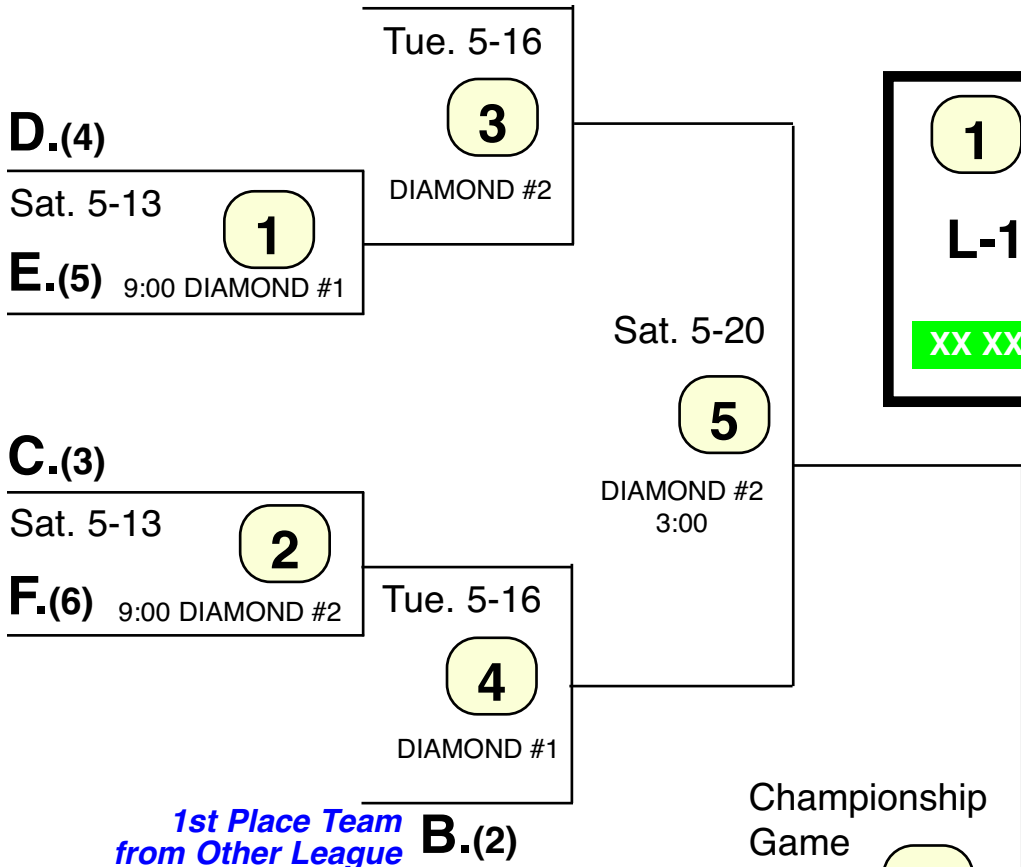 Tue. 5-16
3
DIAMOND #2
1
L-1
XX XX
D.(4)
Sat. 5-13
1
E.(5) 9:00 DIAMOND #1
Sat. 5-20
5
DIAMOND #2
3:00
C.(3)
Sat. 5-13
2
F.(6) 9:00 DIAMOND #2
Tue. 5-16
4
DIAMOND #1
1st Place Team
from Other League
B.(2)
Championship
Game